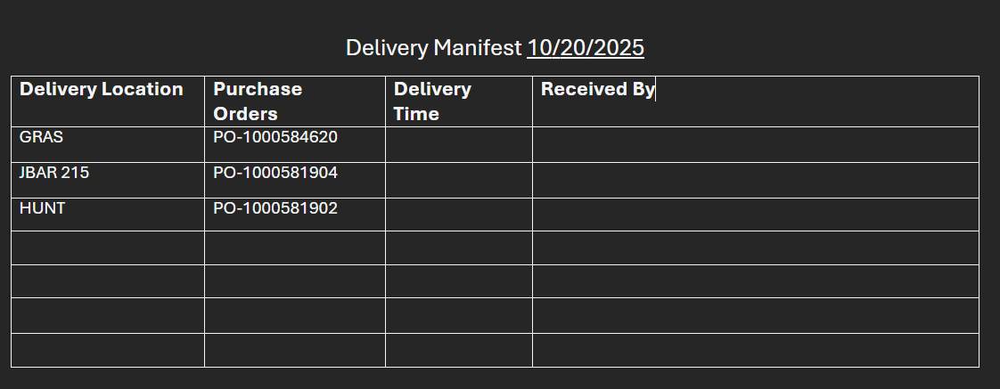 Delivery Manifest 10/20/2025
Delivery Location Purchase Orders Delivery Time Received By
GRAS PO-1000584620
JBAR 215 PO-1000581904
HUNT PO-1000581902